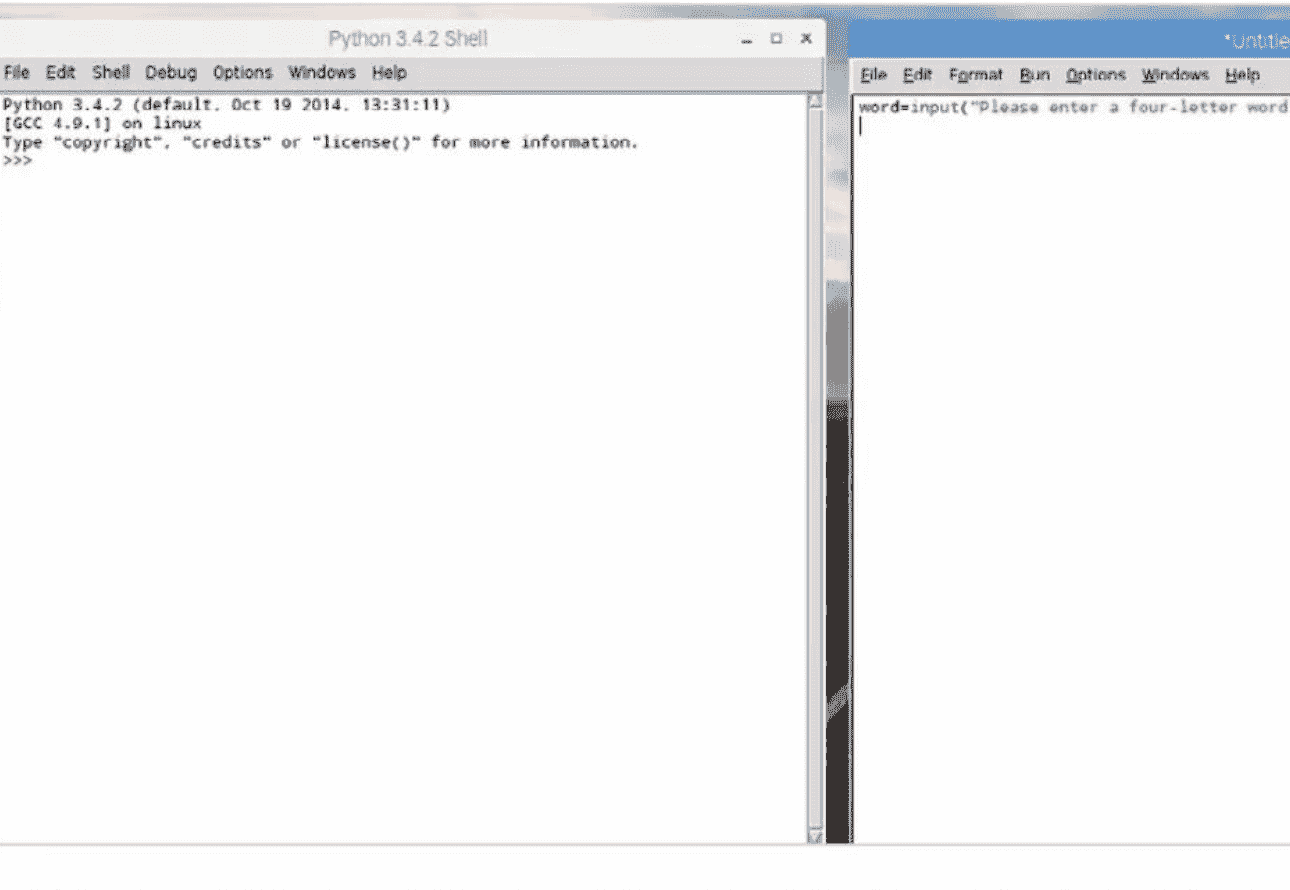 Python 3.4.2 Shell
File Edit Shell Debug Options Windows Help
Python 3.4.2 (default, Oct 19 2014, 13:31:11)
[GCC 4.9.1] on linux
Type "copyright", "credits" or "license()" for more information.
>>>
*Untitle
File Edit Format Run Options Windows Help
word=input("Please enter a four-letter word